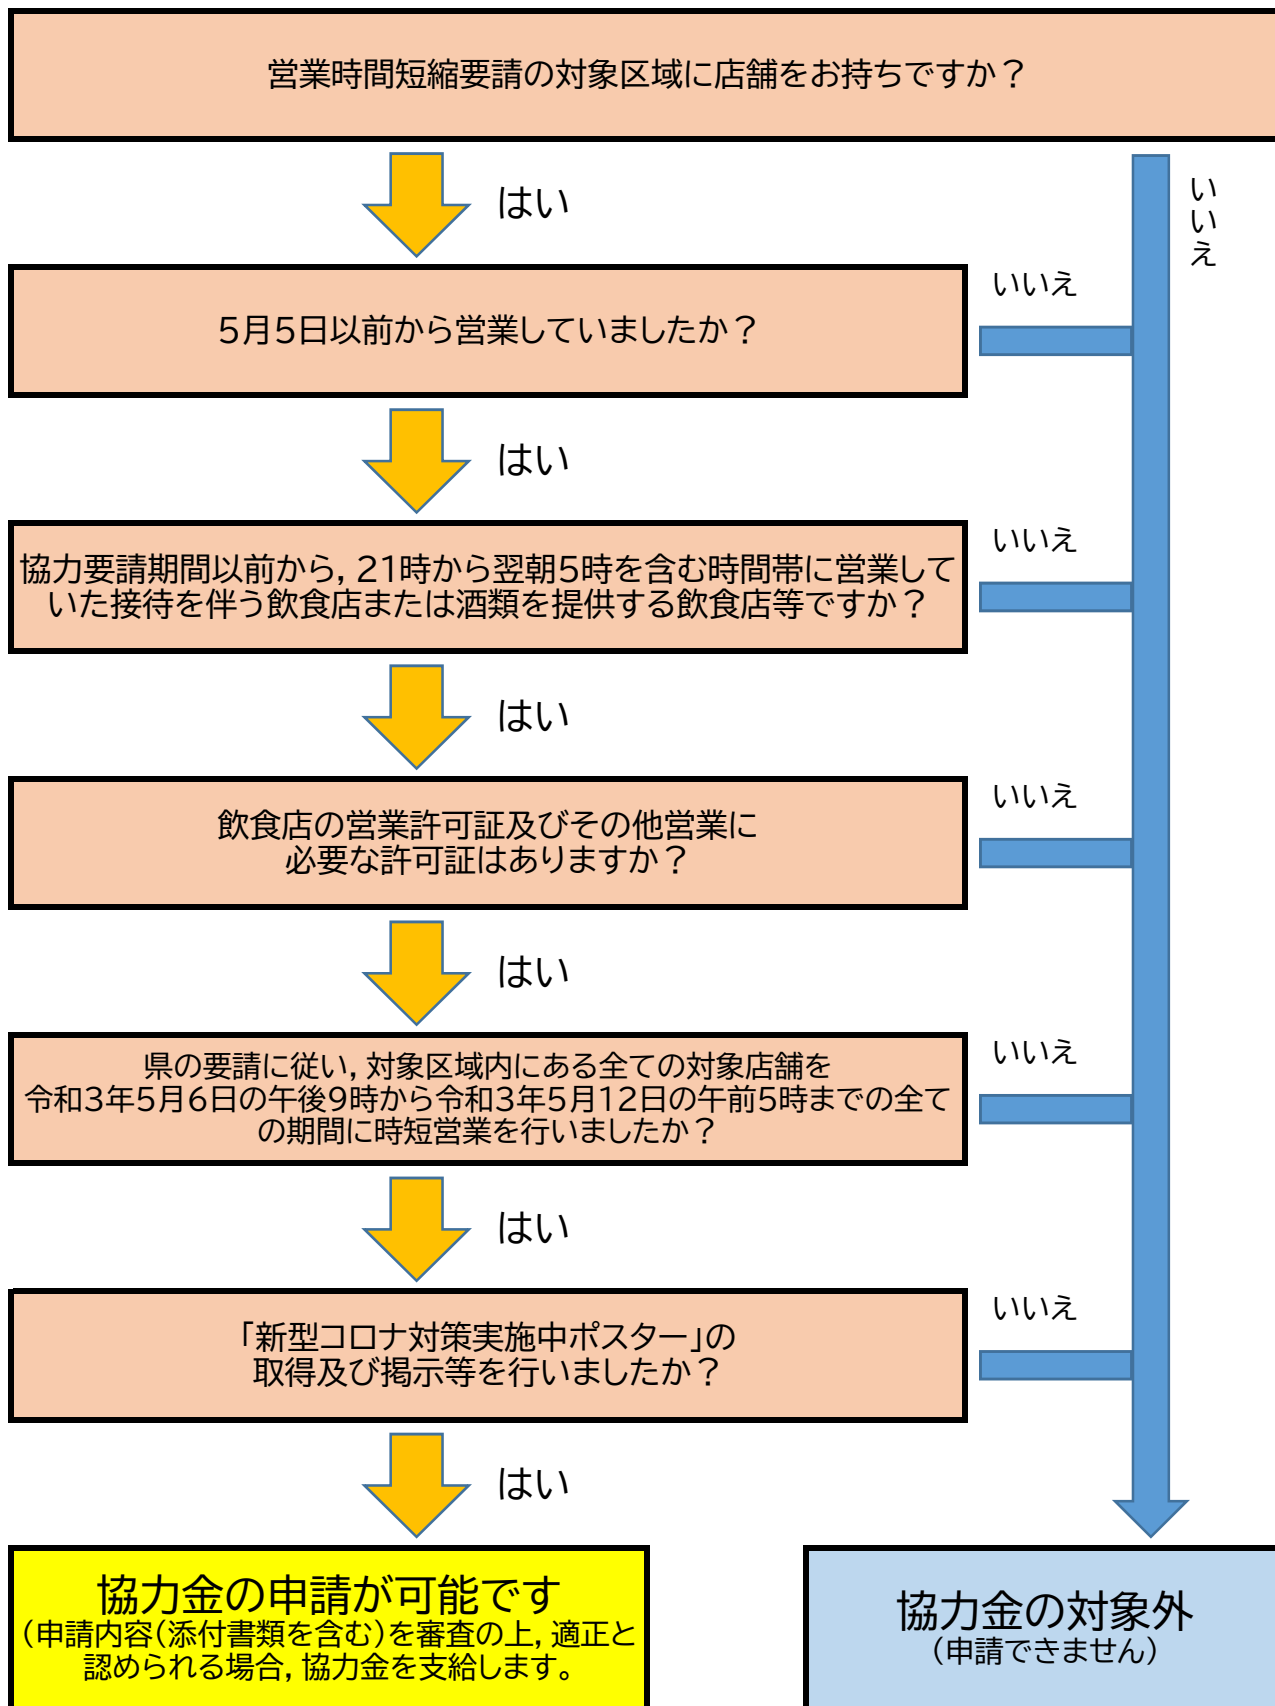 営業時間短縮要請の対象区域に店舗をお持ちですか？
はい
いいえ
5月5日以前から営業していましたか？
いいえ
はい
協力要請期間以前から，21時から翌朝5時を含む時間帯に営業して
いた接待を伴う飲食店または酒類を提供する飲食店等ですか？
いいえ
はい
飲食店の営業許可証及びその他営業に
必要な許可証はありますか？
いいえ
はい
県の要請に従い，対象区域内にある全ての対象店舗を
令和3年5月6日の午後9時から令和3年5月12日の午前5時までの全て
の期間に時短営業を行いましたか？
いいえ
はい
「新型コロナ対策実施中ポスター」の
取得及び掲示等を行いましたか？
いいえ
はい
協力金の申請が可能です
（申請内容（添付書類を含む）を審査の上，適正と
認められる場合，協力金を支給します。
協力金の対象外
（申請できません）